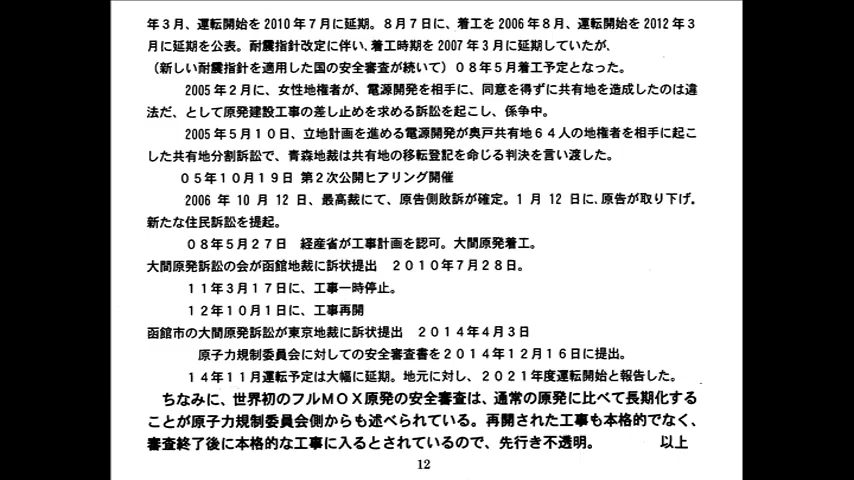 年３月、運転開始を2010年７月に延期。８月７日に、着工を2006年８月、運転開始を2012年３
月に延期を公表。耐震指針改定に伴い、着工時期を2007年３月に延期していたが、
（新しい耐震指針を適用した国の安全審査が続いて）０８年５月着工予定となった。
2005年２月に、女性地権者が、電源開発を相手に、同意を得ずに共有地を造成したのは違
法だ、として原発建設工事の差し止めを求める訴訟を起こし、係争中。
2005年５月１０日、立地計画を進める電源開発が奥戸共有地６４人の地権者を相手に起こ
した共有地分割訴訟で、青森地裁は共有地の移転登記を命じる判決を言い渡した。
０５年１０月１９日 第２次公開ヒアリング開催
2006 年 10 月 12 日、最高裁にて、原告側敗訴が確定。1 月 12 日に、原告が取り下げ。
新たな住民訴訟を提起。
０８年５月２７日　経産省が工事計画を認可。大間原発着工。
大間原発訴訟の会が函館地裁に訴状提出　２０１０年７月２８日。
１１年３月１７日に、工事一時停止。
１２年１０月１日に、工事再開
函館市の大間原発訴訟が東京地裁に訴状提出　２０１４年４月３日
原子力規制委員会に対しての安全審査書を２０１４年１２月１６日に提出。
１４年１１月運転予定は大幅に延期。地元に対し、２０２１年度運転開始と報告した。
ちなみに、世界初のフルＭＯＸ原発の安全審査は、通常の原発に比べて長期化する
ことが原子力規制委員会側からも述べられている。再開された工事も本格的でなく、
審査終了後に本格的な工事に入るとされているので、先行き不透明。　　　以上
12